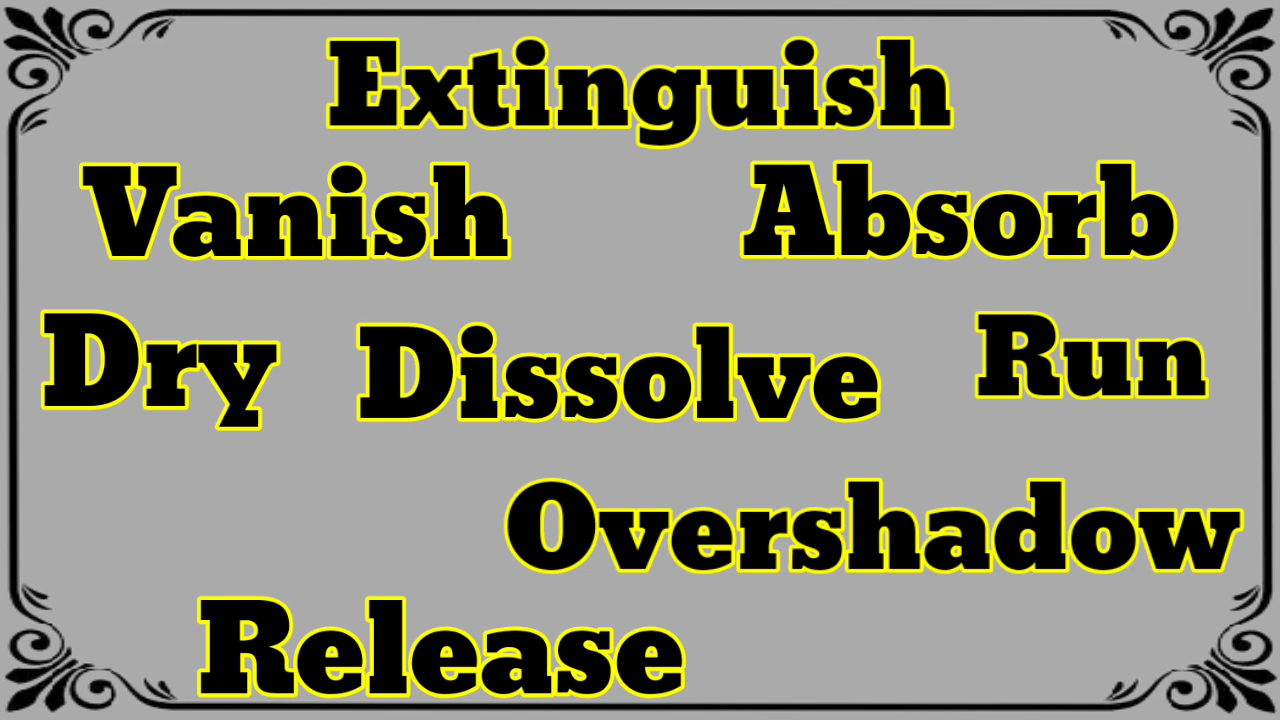 Extinguish
Vanish Absorb
Dry Dissolve Run
Overshadow
Release